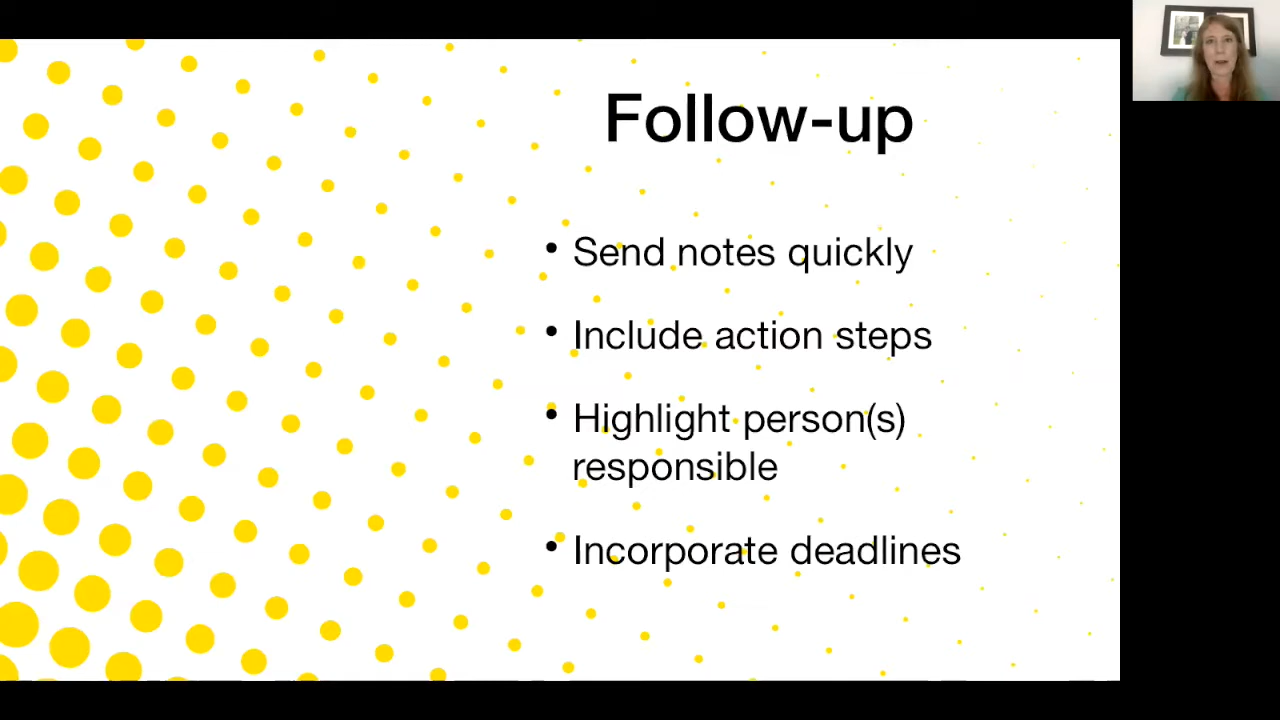 Follow-up
• Send notes quickly
• Include action steps
• Highlight person(s)
responsible
• Incorporate deadlines